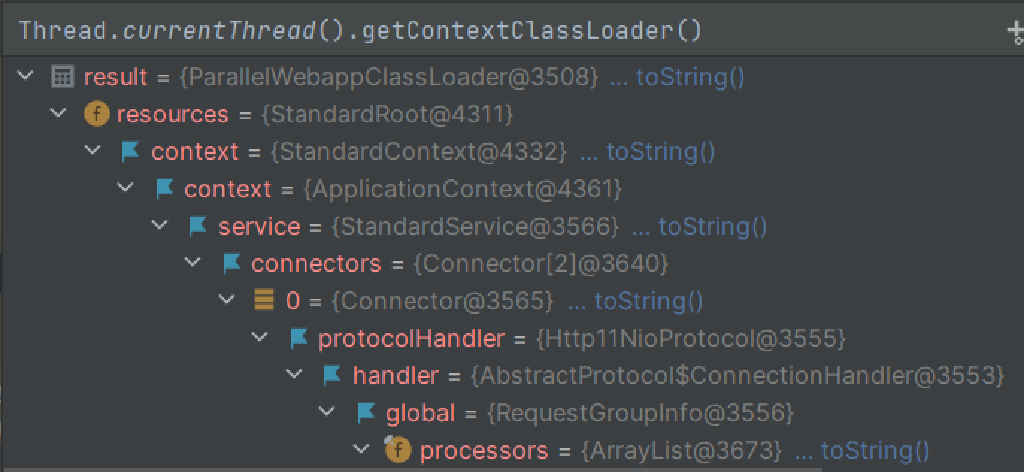 Thread.currentThread().getContextClassLoader()
result = {ParallelWebappClassLoader@3508} ... toString()
resources = {StandardRoot@4311}
context = {StandardContext@4332} ... toString()
context = {ApplicationContext@4361}
service = {StandardService@3566} ... toString()
connectors = {Connector[2]@3640}
0 = {Connector@3565} ... toString()
protocolHandler = {Http11NioProtocol@3555}
handler = {AbstractProtocol$ConnectionHandler@3553}
global = {RequestGroupInfo@3556}
processors = {ArrayList@3673} ... toString()